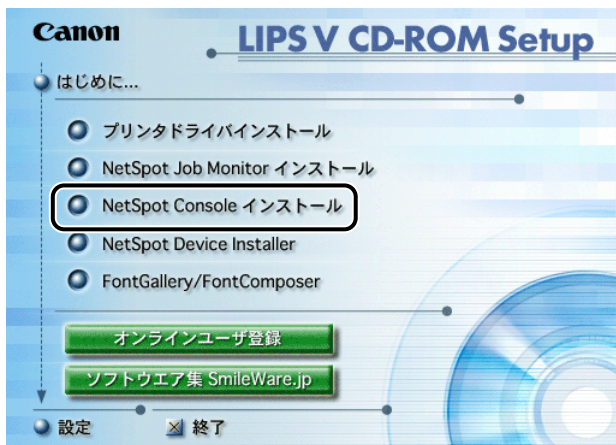 Canon
LIPS V CD-ROM Setup
はじめに...
プリンタドライバインストール
NetSpot Job Monitor インストール
NetSpot Console インストール
NetSpot Device Installer
FontGallery/FontComposer
オンラインユーザ登録
ソフトウエア集 SmileWare.jp
設定
終了